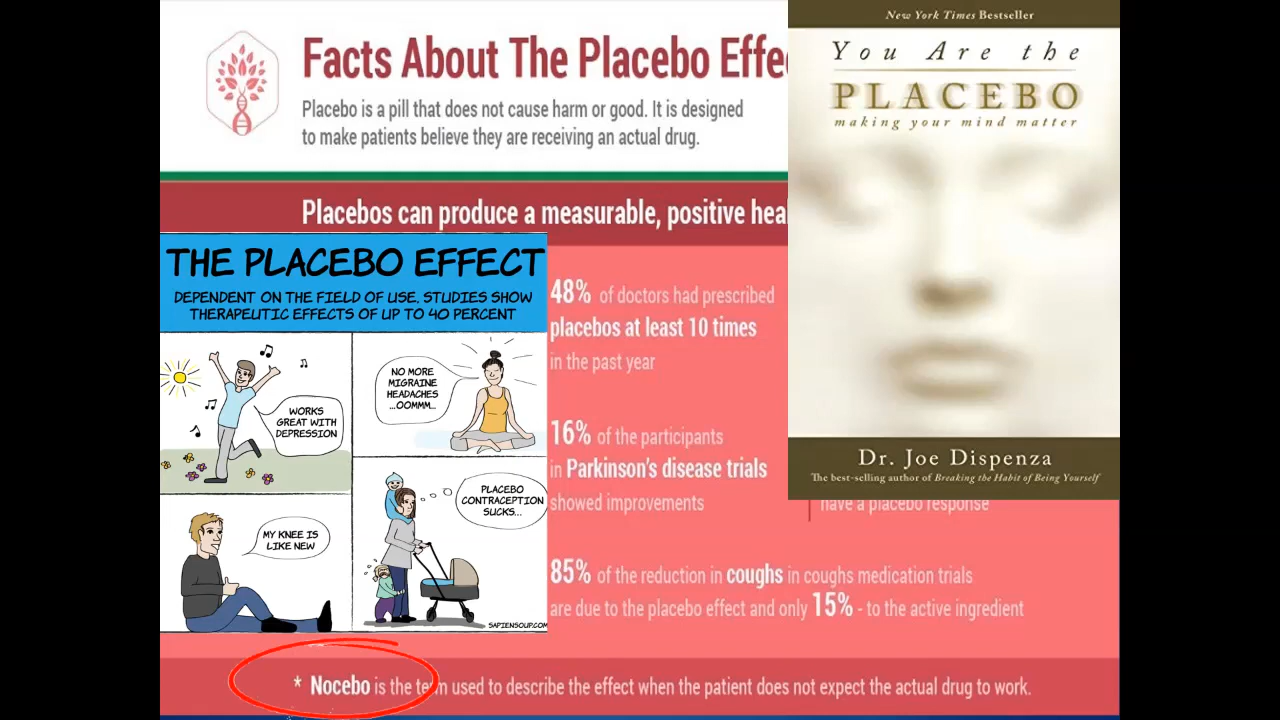 Facts About The Placebo Effe
Placebo is a pill that does not cause harm or good. It is designed
to make patients believe they are receiving an actual drug.
Placebos can produce a measurable, positive hea
New York Times Bestseller
You Are the
PLACEBO
making your mind matter
Dr. Joe Dispenza
The best-selling author of Breaking the Habit of Being Yourself
THE PLACEBO EFFECT
DEPENDENT ON THE FIELD OF USE, STUDIES SHOW
THERAPEUTIC EFFECTS OF UP TO 40 PERCENT
WORKS
GREAT WITH
DEPRESSION
NO MORE
MIGRAINE
HEADACHES
...OOMMM...
MY KNEE IS
LIKE NEW
PLACEBO
CONTRACEPTION
SUCKS...
SAPIENSOUP.COM
48% of doctors had prescribed
placebos at least 10 times
in the past year
16% of the participants
in Parkinson's disease trials
showed improvements
have a placebo response
85% of the reduction in coughs in coughs medication trials
are due to the placebo effect and only 15% - to the active ingredient
* Nocebo is the term used to describe the effect when the patient does not expect the actual drug to work.